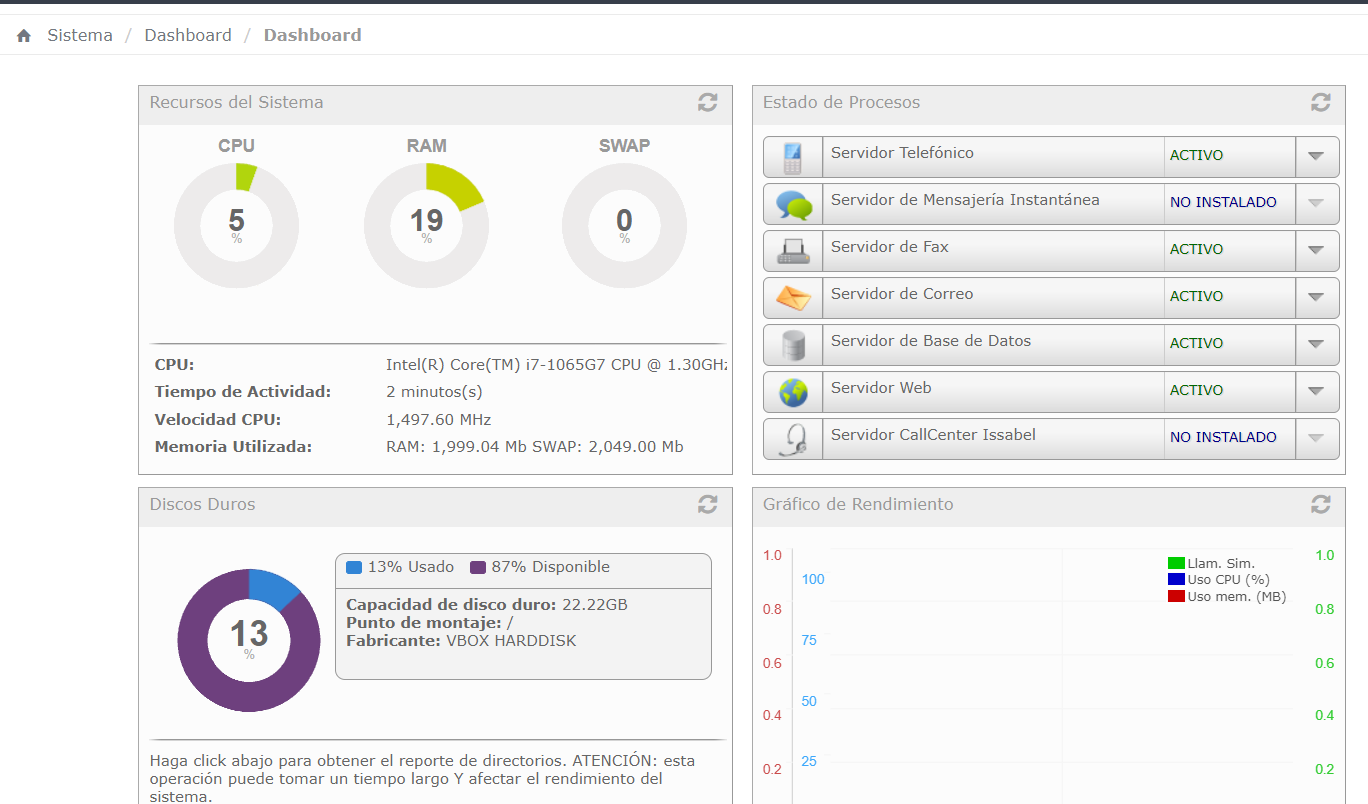 Sistema / Dashboard / Dashboard
Recursos del Sistema
CPU RAM SWAP
5 19 0
% % %
CPU: Intel(R) Core(TM) i7-1065G7 CPU @ 1.30GHz
Tiempo de Actividad: 2 minutos(s)
Velocidad CPU: 1,497.60 MHz
Memoria Utilizada: RAM: 1,999.04 Mb SWAP: 2,049.00 Mb
Estado de Procesos
Servidor Telefónico ACTIVO
Servidor de Mensajería Instantánea NO INSTALADO
Servidor de Fax ACTIVO
Servidor de Correo ACTIVO
Servidor de Base de Datos ACTIVO
Servidor Web ACTIVO
Servidor CallCenter Issabel NO INSTALADO
Discos Duros
13
%
13% Usado 87% Disponible
Capacidad de disco duro: 22.22GB
Punto de montaje: /
Fabricante: VBOX HARDDISK
Haga click abajo para obtener el reporte de directorios. ATENCIÓN: esta
operación puede tomar un tiempo largo Y afectar el rendimiento del
sistema.
Gráfico de Rendimiento
1.0 1.0
100
0.8 0.8
75
0.6 0.6
50
0.4 0.4
25
0.2 0.2
Llam. Sim.
Uso CPU (%)
Uso mem. (MB)